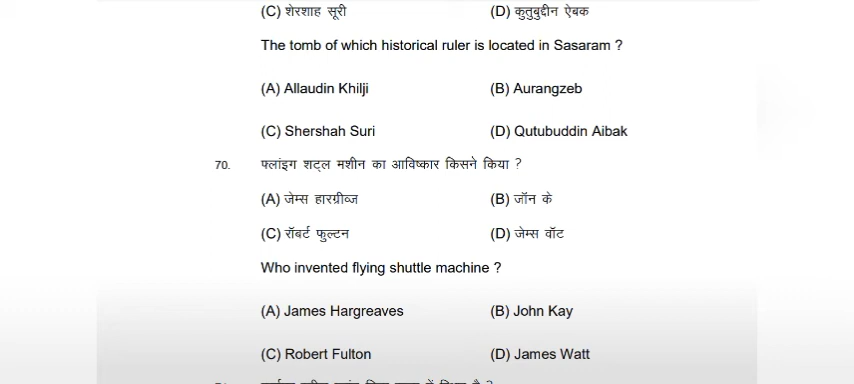 (C) शेरशाह सूरी (D) कुतुबुद्दीन ऐबक
The tomb of which historical ruler is located in Sasaram ?
(A) Allaudin Khilji (B) Aurangzeb
(C) Shershah Suri (D) Qutubuddin Aibak
70. फ्लांइग शट्ल मशीन का आविष्कार किसने किया ?
(A) जेम्स हारग्रीव्ज (B) जॉन के
(C) रॉबर्ट फुल्टन (D) जेम्स वॉट
Who invented flying shuttle machine ?
(A) James Hargreaves (B) John Kay
(C) Robert Fulton (D) James Watt